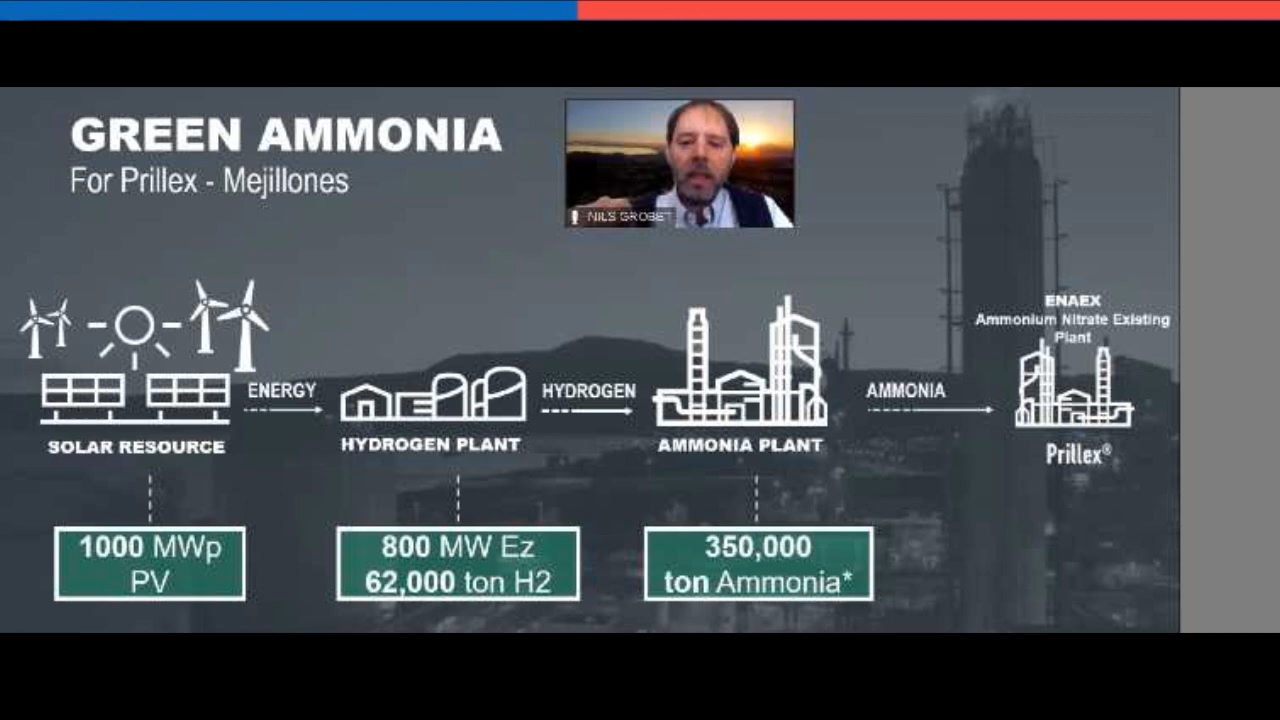 GREEN AMMONIA
For Prillex - Mejillones
NILS GROBET
ENAEX
Ammonium Nitrate Existing
Plant
ENERGY
HYDROGEN
AMMONIA
SOLAR RESOURCE
HYDROGEN PLANT
AMMONIA PLANT
Prillex®
1000 MWp
PV
800 MW Ez
62,000 ton H2
350,000
ton Ammonia*